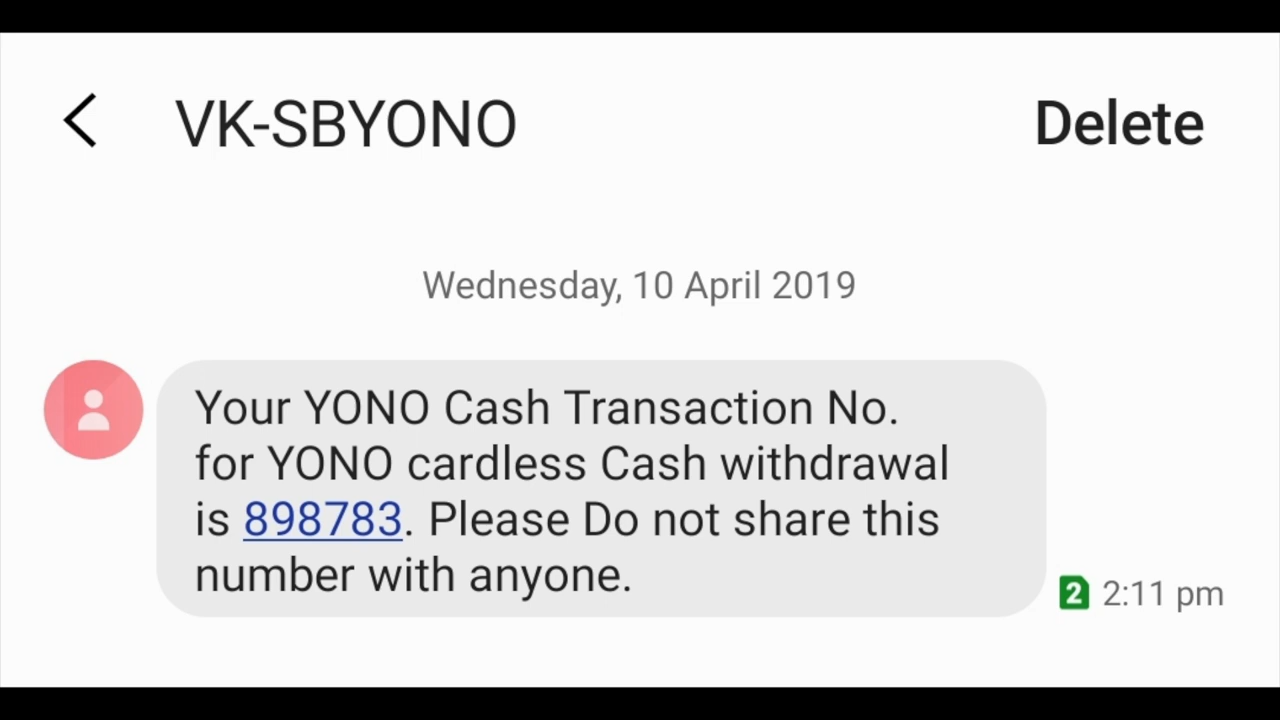 VK-SBYONO
Delete
Wednesday, 10 April 2019
Your YONO Cash Transaction No.
for YONO cardless Cash withdrawal
is 898783. Please Do not share this
number with anyone.
2 2:11 pm